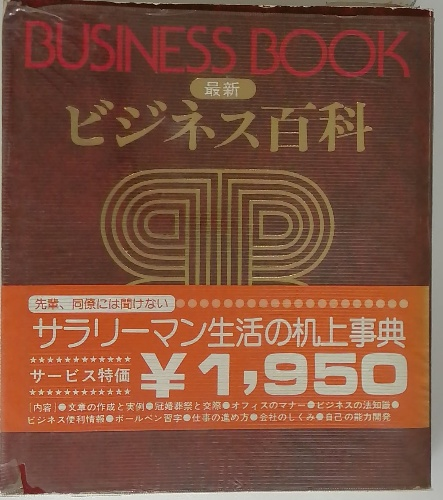 BUSINESS BOOK
最新
ビジネス百科
先輩、同僚には聞けない
サラリーマン生活の机上事典
サービス特価
¥1,950
[内容]●文章の作成と実例●冠婚葬祭と交際●オフィスのマナー●ビジネスの法知識●
ビジネス便利情報●ボールペン習字●仕事の進め方●会社のしくみ●自己の能力開発